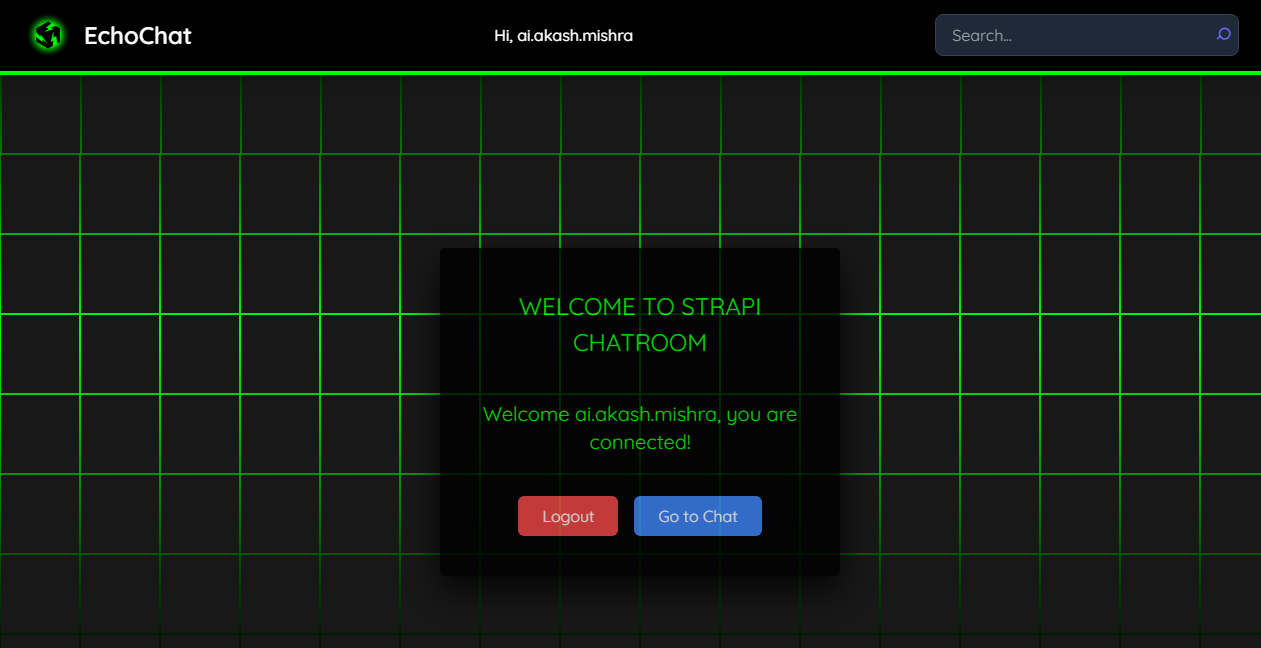 EchoChat
Hi, ai.akash.mishra
Search...
WELCOME TO STRAPI
CHATROOM
Welcome ai.akash.mishra, you are
connected!
Logout
Go to Chat